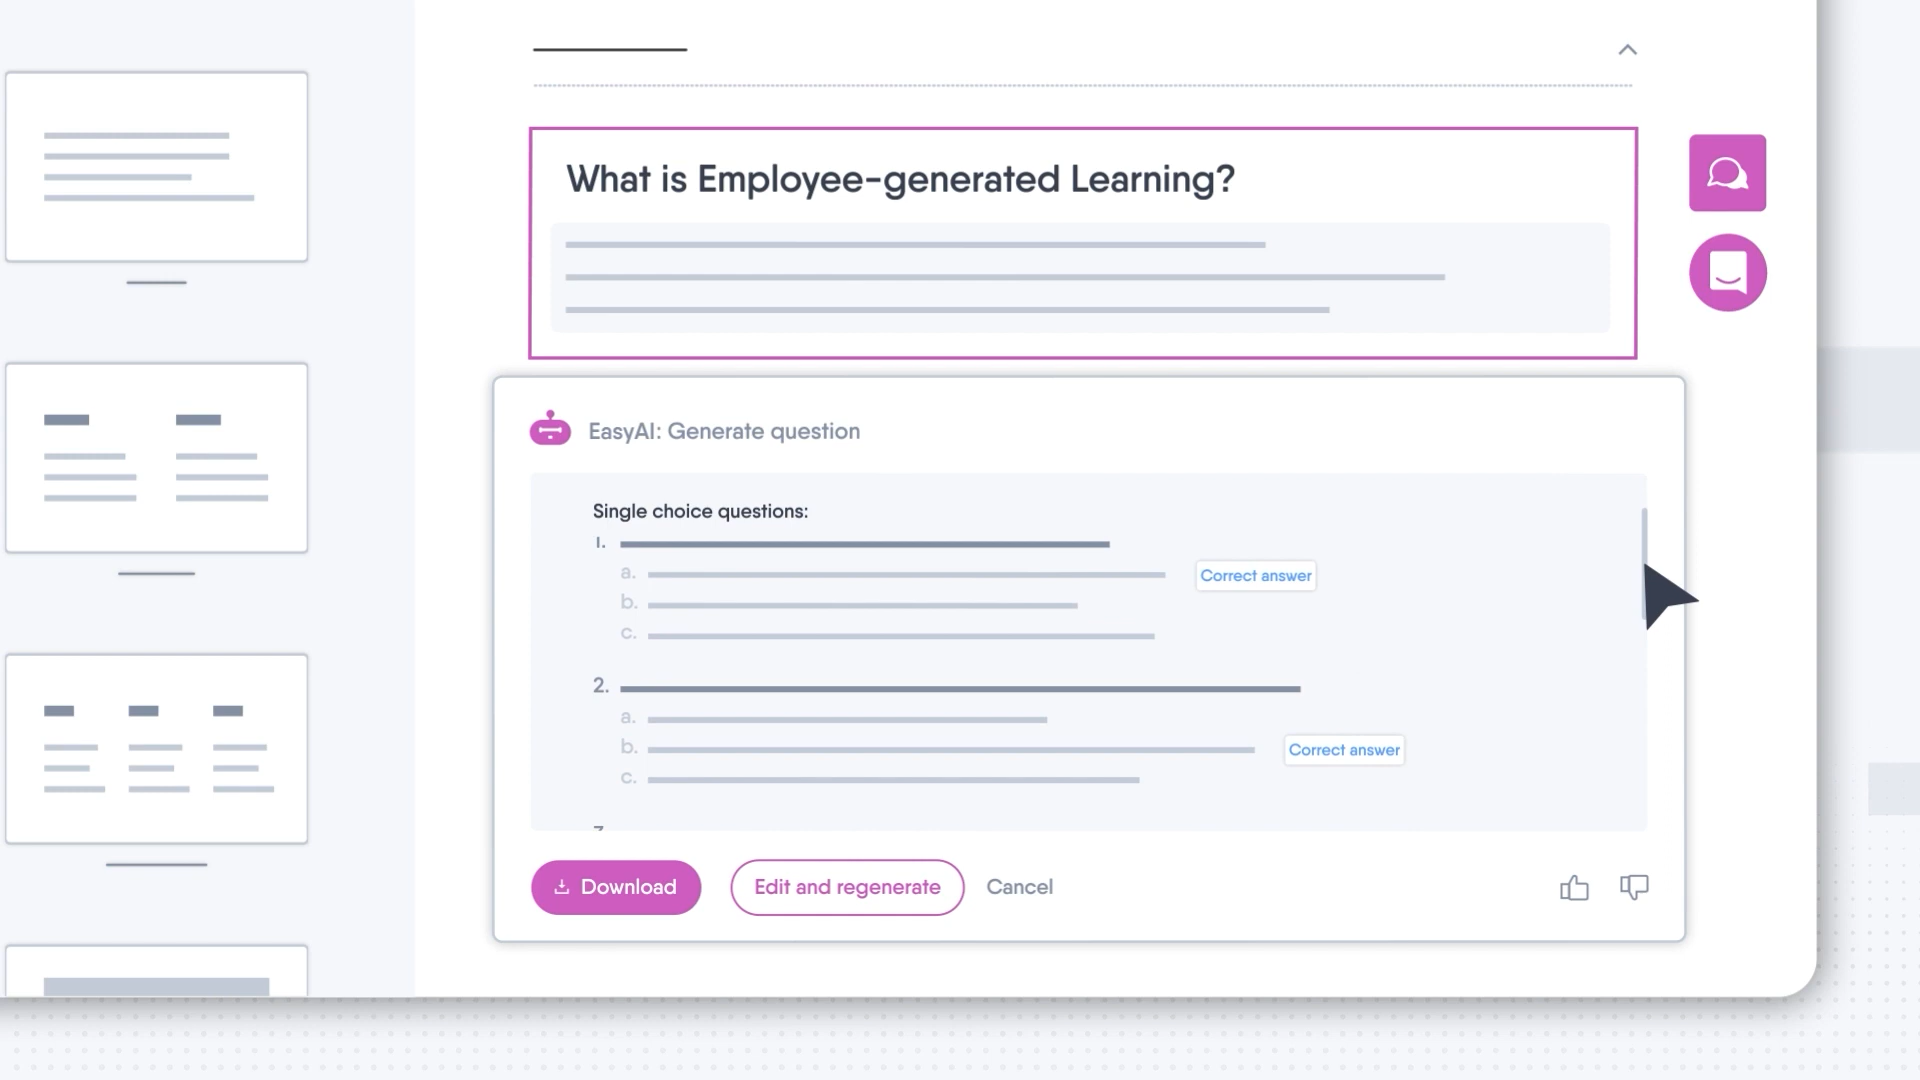 What is Employee-generated Learning?
EasyAI: Generate question
Single choice questions:
1.
a.
Correct answer
b.
c.
2.
a.
b.
Correct answer
c.
Download
Edit and regenerate
Cancel